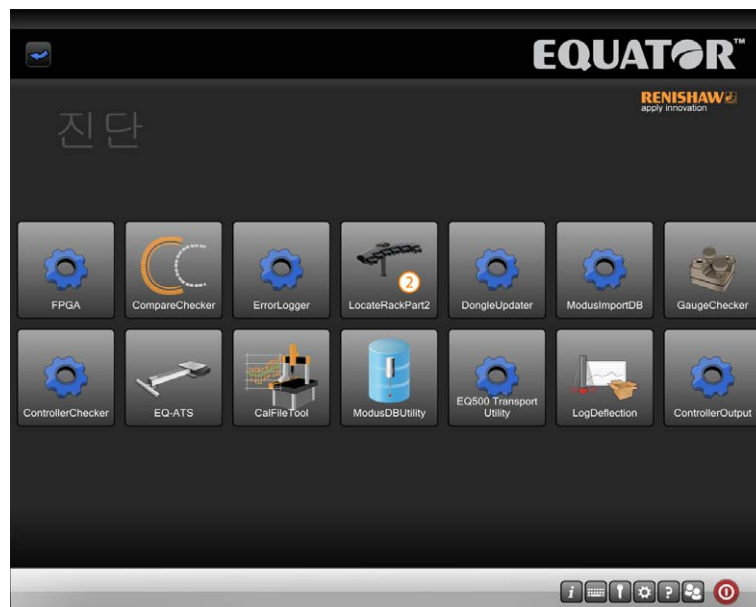 EQUATOR™
RENISHAW
apply innovation
진단
2
FPGA
CompareChecker
ErrorLogger
LocateRackPart2
DongleUpdater
ModusImportDB
GaugeChecker
ControllerChecker
EQ-ATS
CalFileTool
ModusDBUtility
EQ500 Transport
Utility
LogDeflection
ControllerOutput
i
?